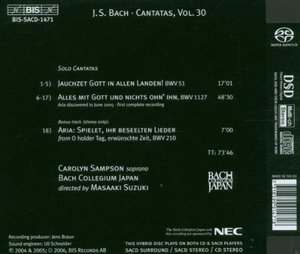 BIS
BIS-SACD-1471
J.S. BACH · CANTATAS, VOL. 30
SUPER AUDIO CD
SOLO CANTATAS
1-5) JAUCHZET GOTT IN ALLEN LANDEN! BWV 51 17'01
6-17) ALLES MIT GOTT UND NICHTS OHN' IHN, BWV 1127 48'30
Aria discovered in June 2005 · first complete recording
Bonus track (stereo only):
18) ARIA: SPIELET, IHR BESEELTEN LIEDER 7'00
from O HOLDER TAG, ERWÜNSCHTE ZEIT, BWV 210
TT: 73'46
CAROLYN SAMPSON soprano
BACH COLLEGIUM JAPAN
directed by MASAAKI SUZUKI
BACH
Collegium
JAPAN
DSD
Recording producer: Jens Braun
Sound engineer: Uli Schneider
℗ 2004 & 2005; © 2006, BIS Records AB
NEC
THIS HYBRID DISC PLAYS ON BOTH CD & SACD PLAYERS
SACD SURROUND / SACD STEREO / CD STEREO